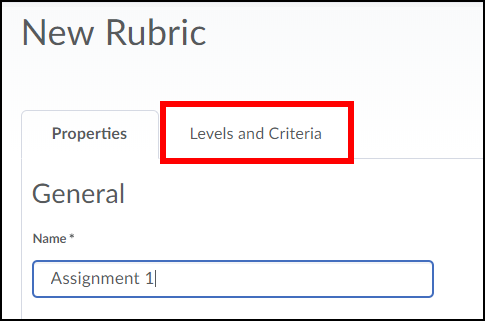 New Rubric
Properties Levels and Criteria
General
Name *
Assignment 1